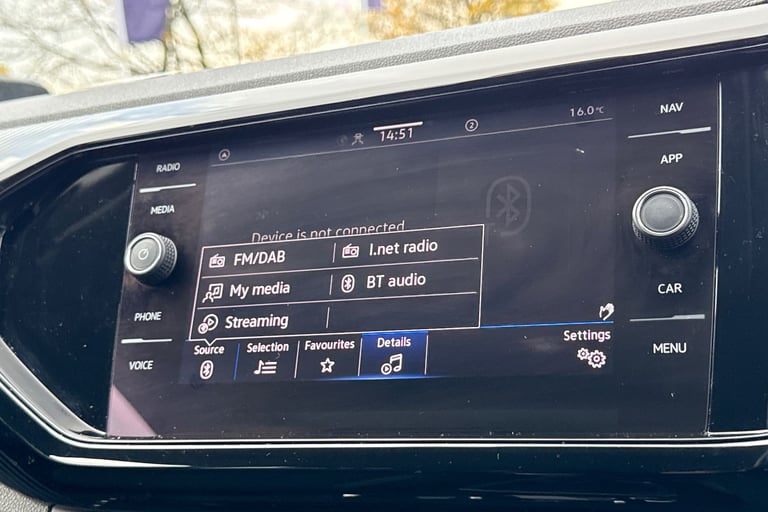 RADIO
MEDIA
PHONE
VOICE
14:51
2
16.0°C
Device is not connected
FM/DAB
I.net radio
My media
BT audio
Streaming
Source
Selection
Favourites
Details
Settings
NAV
APP
CAR
MENU